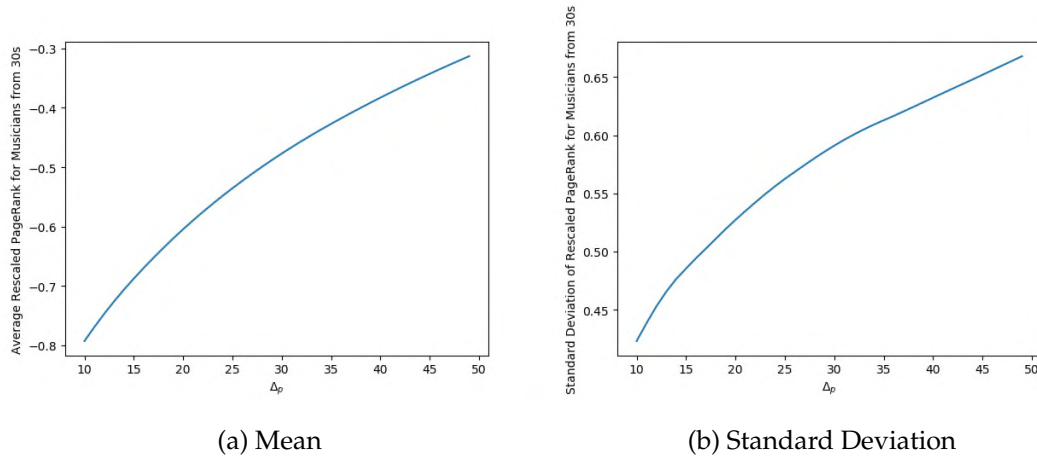 Average Rescaled PageRank for Musicians from 30s
−0.3
−0.4
−0.5
−0.6
−0.7
−0.8
10 15 20 25 30 35 40 45 50
Δp
(a) Mean
Standard Deviation of Rescaled PageRank for Musicians from 30s
0.65
0.60
0.55
0.50
0.45
10 15 20 25 30 35 40 45 50
Δp
(b) Standard Deviation